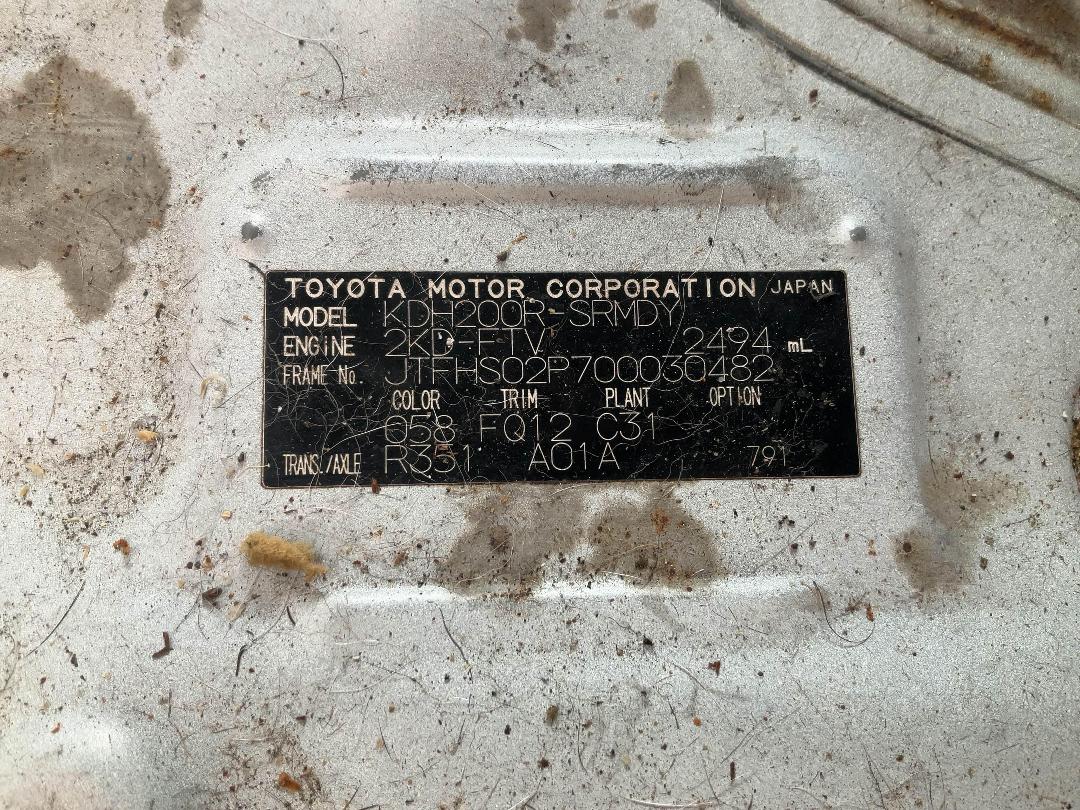 TOYOTA MOTOR CORPORATION JAPAN
MODEL KDH200R-SRMDY
ENGINE 2KD-FTV 2494 mL
FRAME No. JTFHS02P700030482
COLOR TRIM PLANT OPTION
658 FQ12 C31
TRANS./AXLE R351 A01A 791